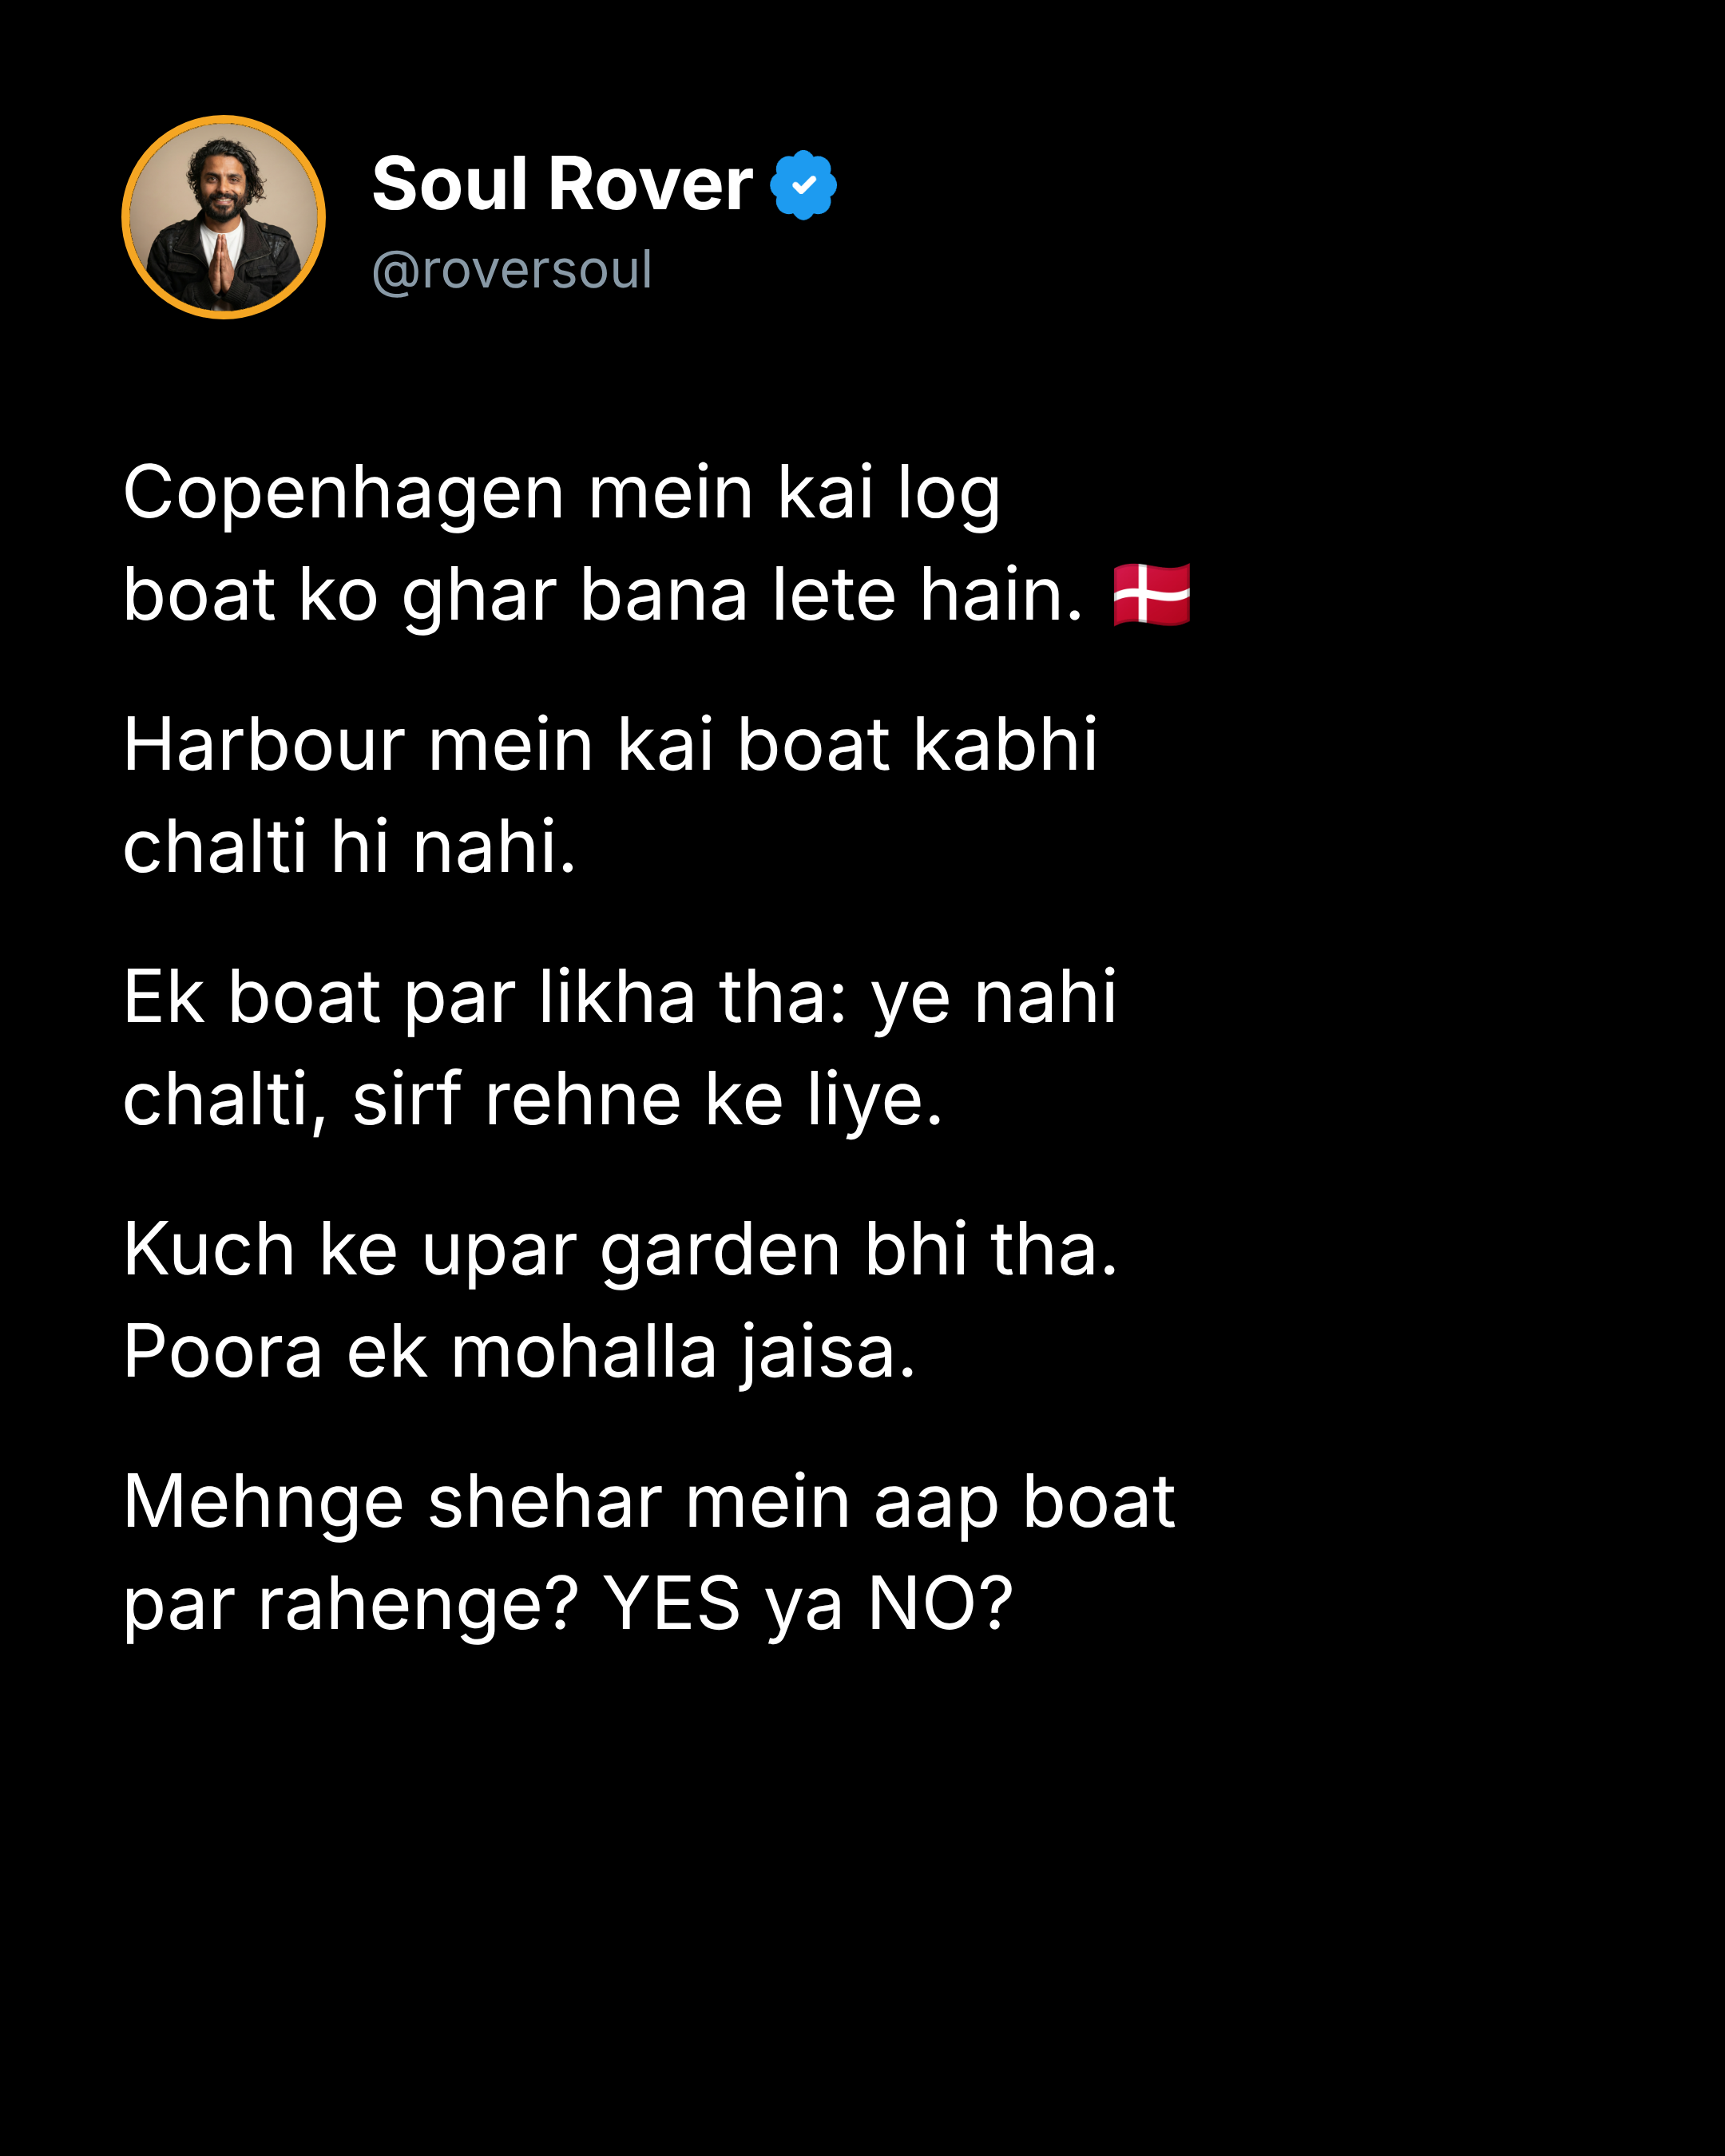 Soul Rover
@roversoul
Copenhagen mein kai log
boat ko ghar bana lete hain. 🇩🇰
Harbour mein kai boat kabhi
chalti hi nahi.
Ek boat par likha tha: ye nahi
chalti, sirf rehne ke liye.
Kuch ke upar garden bhi tha.
Poora ek mohalla jaisa.
Mehnge shehar mein aap boat
par rahenge? YES ya NO?